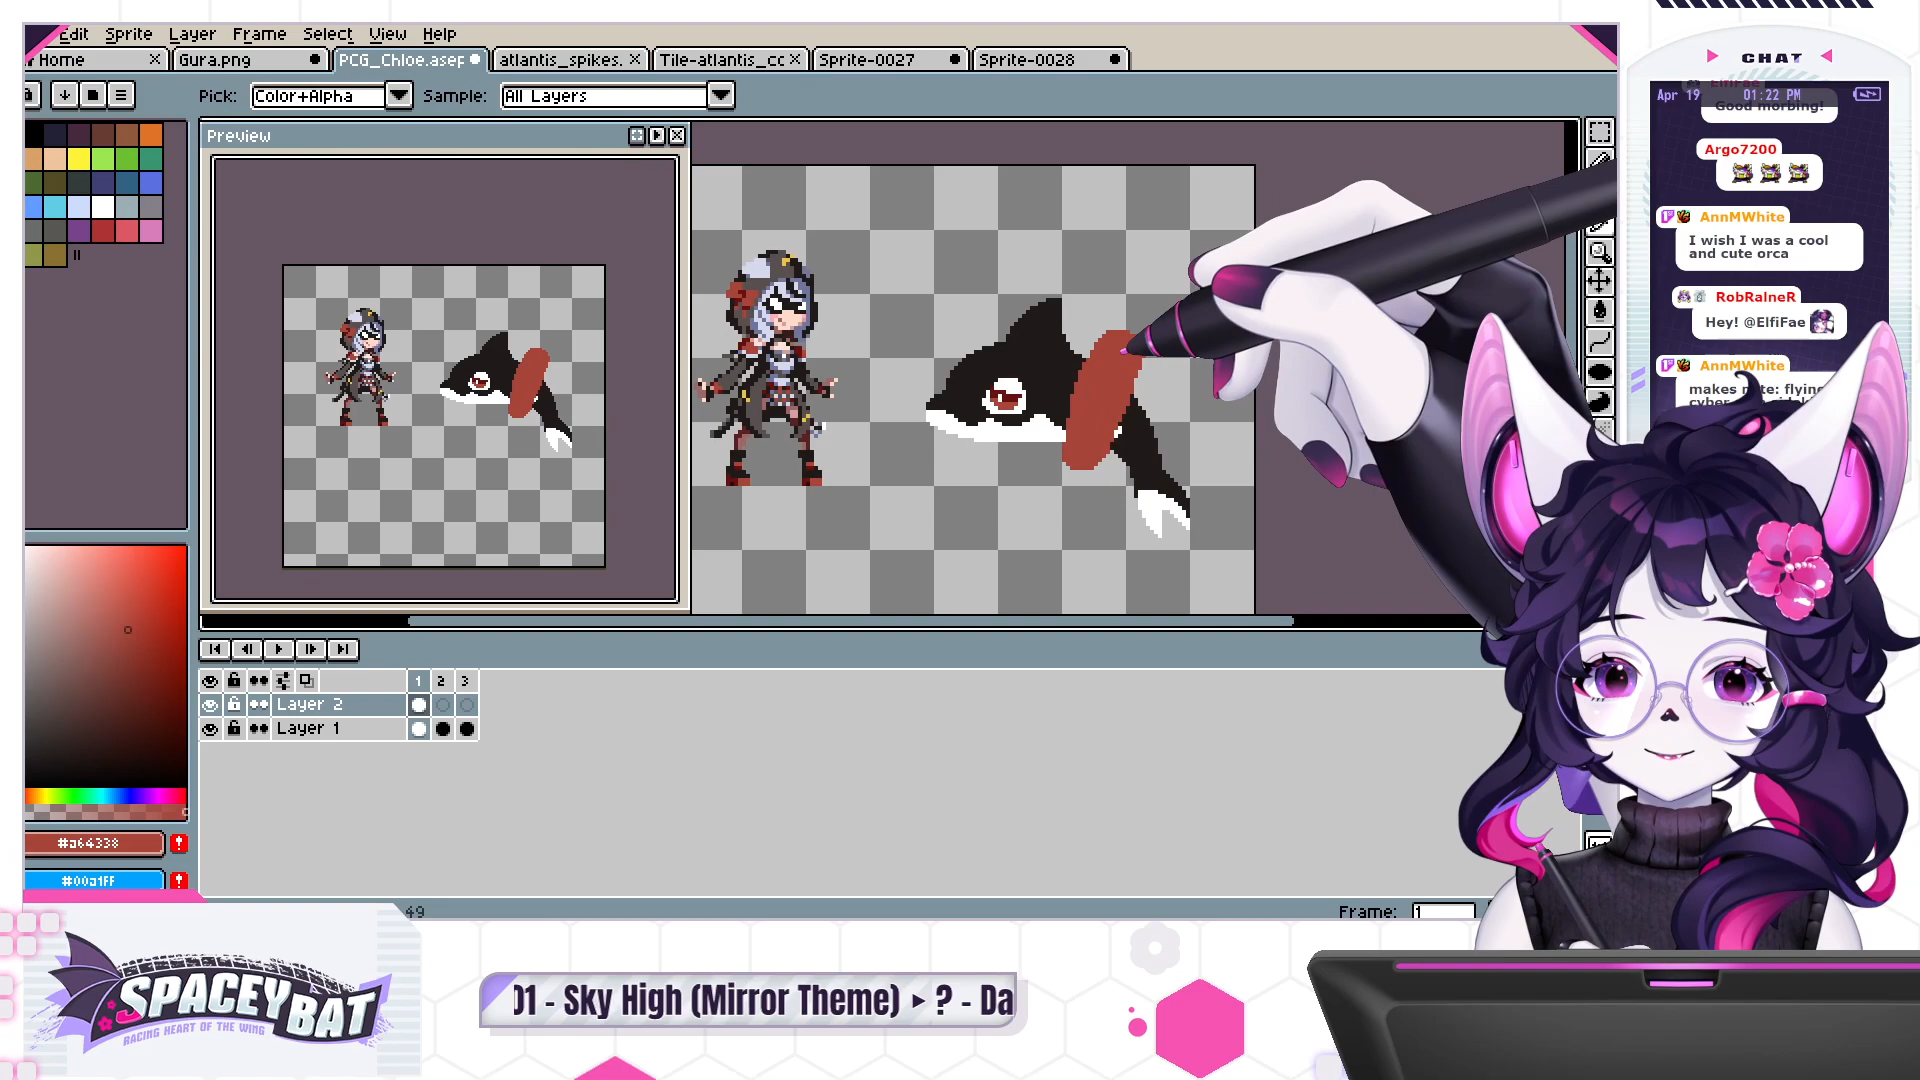 Edit Sprite Layer Frame Select View Help
Home
Gura.png
PCG_Chloe.asep
atlantis_spikes.
Tile-atlantis_cc
Sprite-0027
Sprite-0028
Pick: Color+Alpha Sample: All Layers
Preview
1 2 3
Layer 2
Layer 1
#a64338
#00a1FF
49
Frame: 1
CHAT
Apr 19 01:22 PM
ElfiFae
Good morbing!
Argo7200
AnnMWhite
I wish I was a cool
and cute orca
RobRaIneR
Hey! @ElfiFae
AnnMWhite
SPACEYBAT
RACING HEART OF THE WING
01 - Sky High (Mirror Theme) ▸ ? - Da